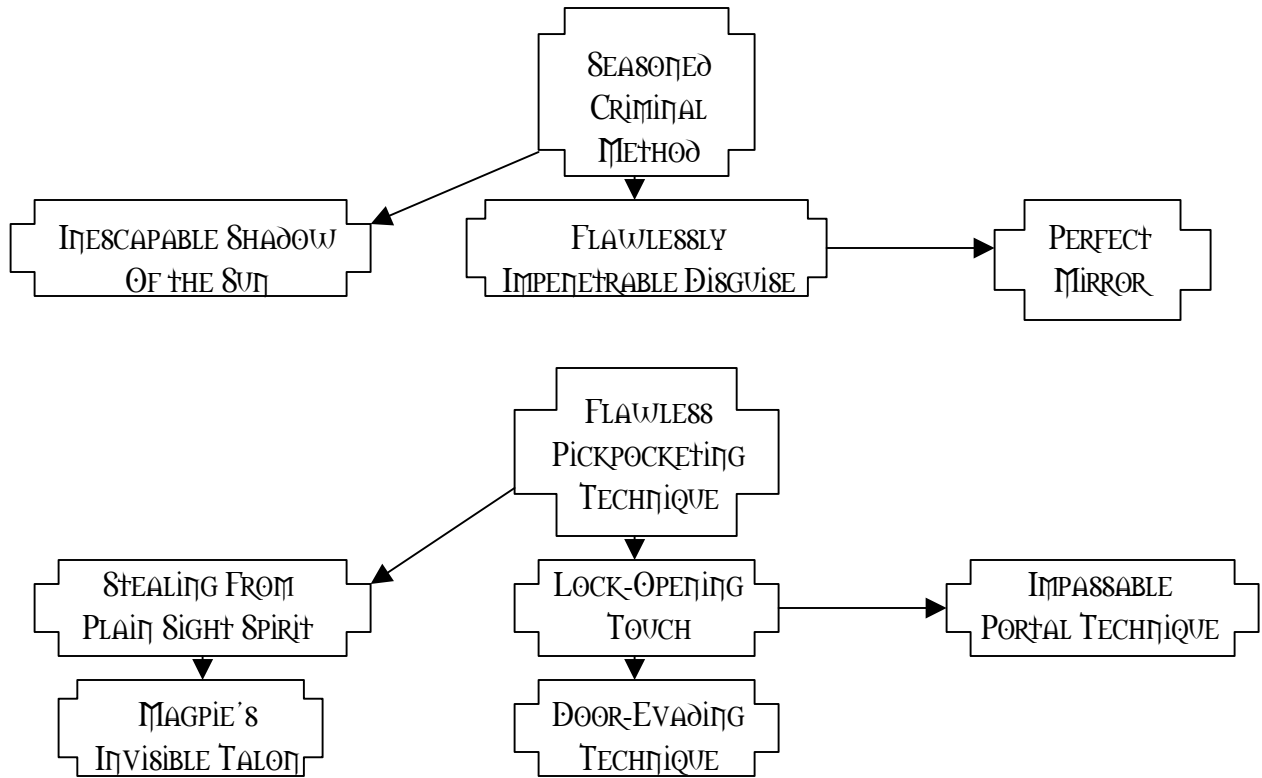 Seasoned
Criminal
Method
Inescapable Shadow
Of the Sun
Flawlessly
Impenetrable Disguise
Perfect
Mirror
Flawless
Pickpocketing
Technique
Stealing From
Plain Sight Spirit
Lock-Opening
Touch
Impassable
Portal Technique
Magpie's
Invisible Talon
Door-Evading
Technique